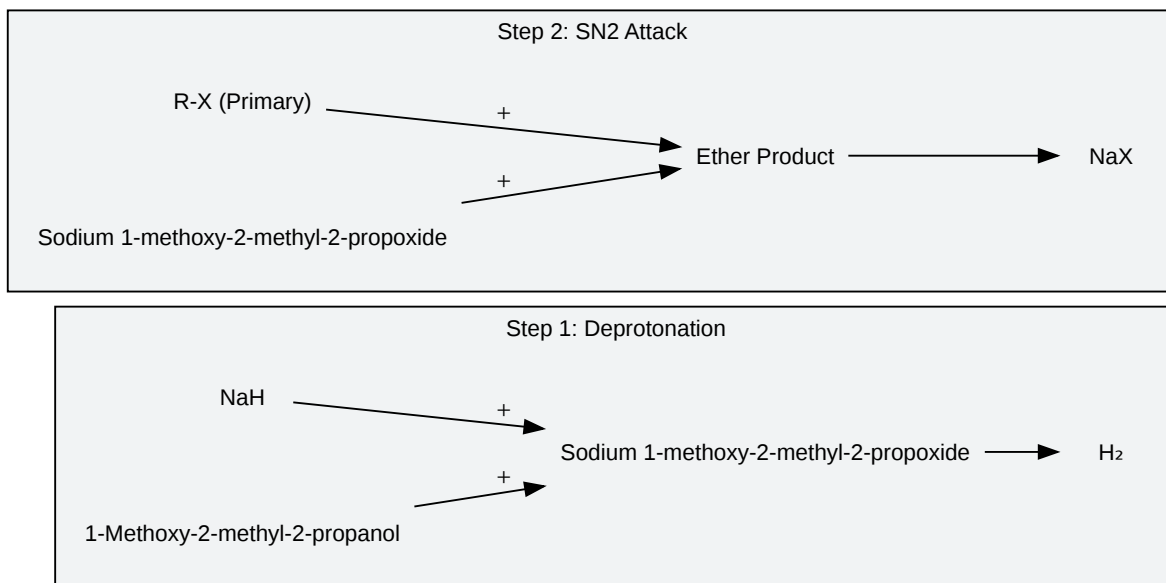 Step 2: SN2 Attack
R-X (Primary)
+
Ether Product
NaX
+
Sodium 1-methoxy-2-methyl-2-propoxide
Step 1: Deprotonation
NaH
+
Sodium 1-methoxy-2-methyl-2-propoxide
H₂
+
1-Methoxy-2-methyl-2-propanol